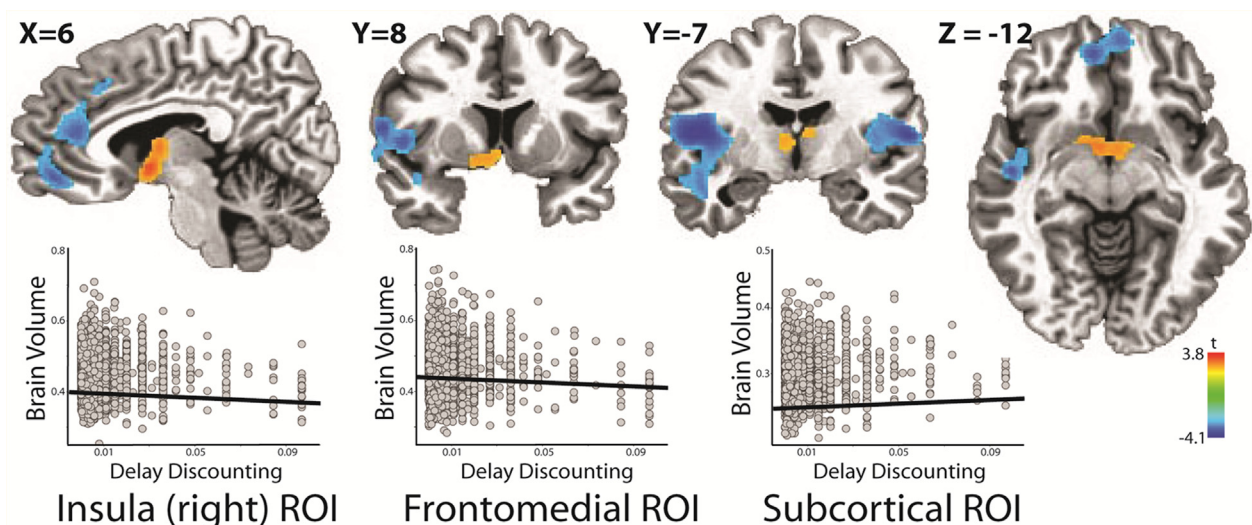 X=6
Y=8
Y=-7
Z = -12
t
3.8
-4.1
0.8
0.6
0.4
Brain Volume
0.01
0.05
0.09
Delay Discounting
Insula (right) ROI
0.8
0.6
0.4
Brain Volume
0.01
0.05
0.09
Delay Discounting
Frontomedial ROI
0.5
0.4
0.3
Brain Volume
0.01
0.05
0.09
Delay Discounting
Subcortical ROI